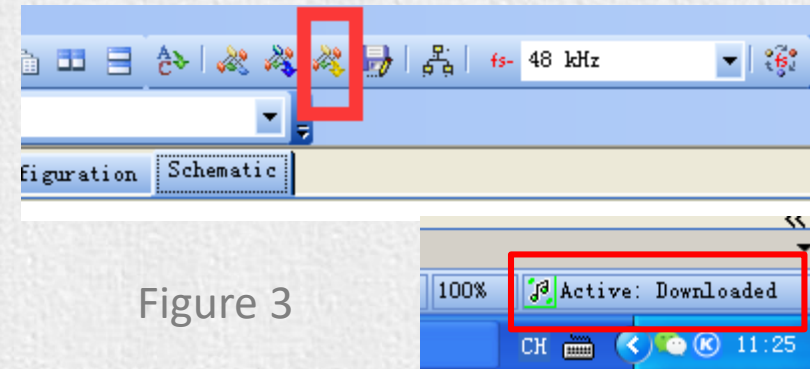 fs- 48 kHz
figuration Schematic
Figure 3
100% Active: Downloaded
CH K 11:25